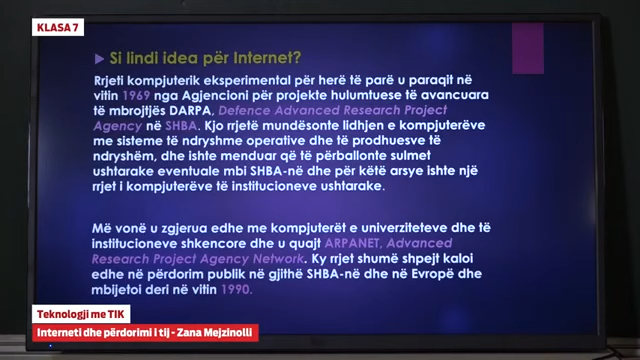 KLASA 7
Si lindi idea për Internet?
Rrjeti kompjuterik eksperimental për herë të parë u paraqit në
vitin 1969 nga Agjencioni për projekte hulumtuese të avancuara
të mbrojtjës DARPA, Defence Advanced Research Project
Agency në SHBA. Kjo rrjetë mundësonte lidhjen e kompjuterëve
me sisteme të ndryshme operative dhe të prodhuesve të
ndryshëm, dhe ishte menduar që të përballonte sulmet
ushtarake eventuale mbi SHBA-në dhe për këtë arsye ishte një
rrjet i kompjuterëve të institucioneve ushtarake.
Më vonë u zgjerua edhe me kompjuterët e univerziteteve dhe të
institucioneve shkencore dhe u quajt ARPANET, Advanced
Research Project Agency Network. Ky rrjet shumë shpejt kaloi
edhe në përdorim publik në gjithë SHBA-në dhe në Evropë dhe
mbijetoi deri në vitin 1990.
Teknologji me TIK
Interneti dhe përdorimi i tij - Zana Mejzinolli